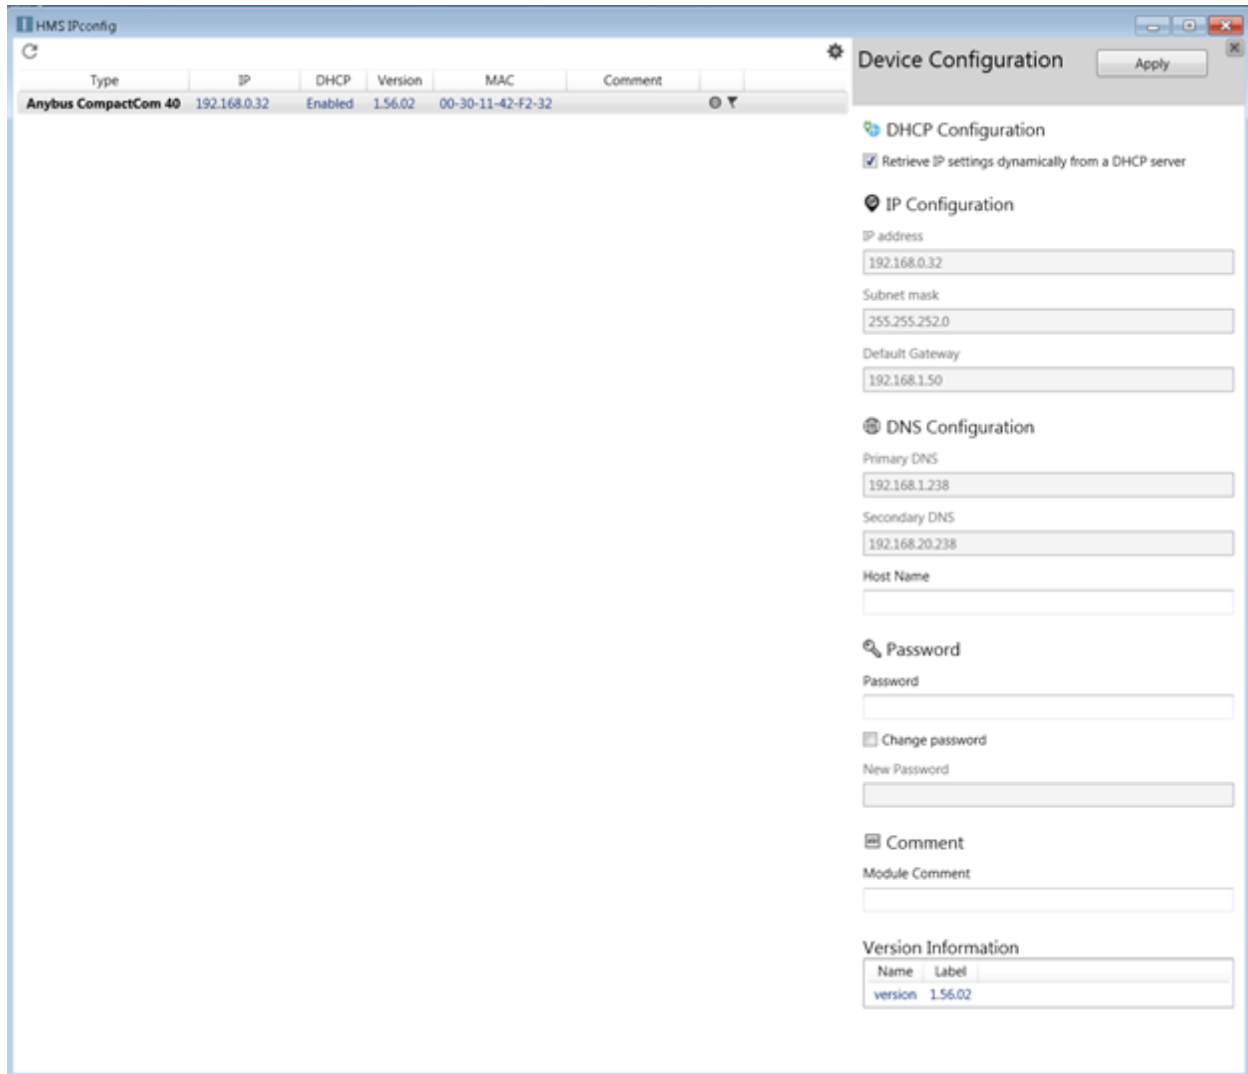 HMS IPconfig
Type IP DHCP Version MAC Comment
Anybus CompactCom 40 192.168.0.32 Enabled 1.56.02 00-30-11-42-F2-32
Device Configuration
Apply
DHCP Configuration
Retrieve IP settings dynamically from a DHCP server
IP Configuration
IP address
192.168.0.32
Subnet mask
255.255.252.0
Default Gateway
192.168.1.50
DNS Configuration
Primary DNS
192.168.1.238
Secondary DNS
192.168.20.238
Host Name
Password
Password
Change password
New Password
Comment
Module Comment
Version Information
Name Label
version 1.56.02